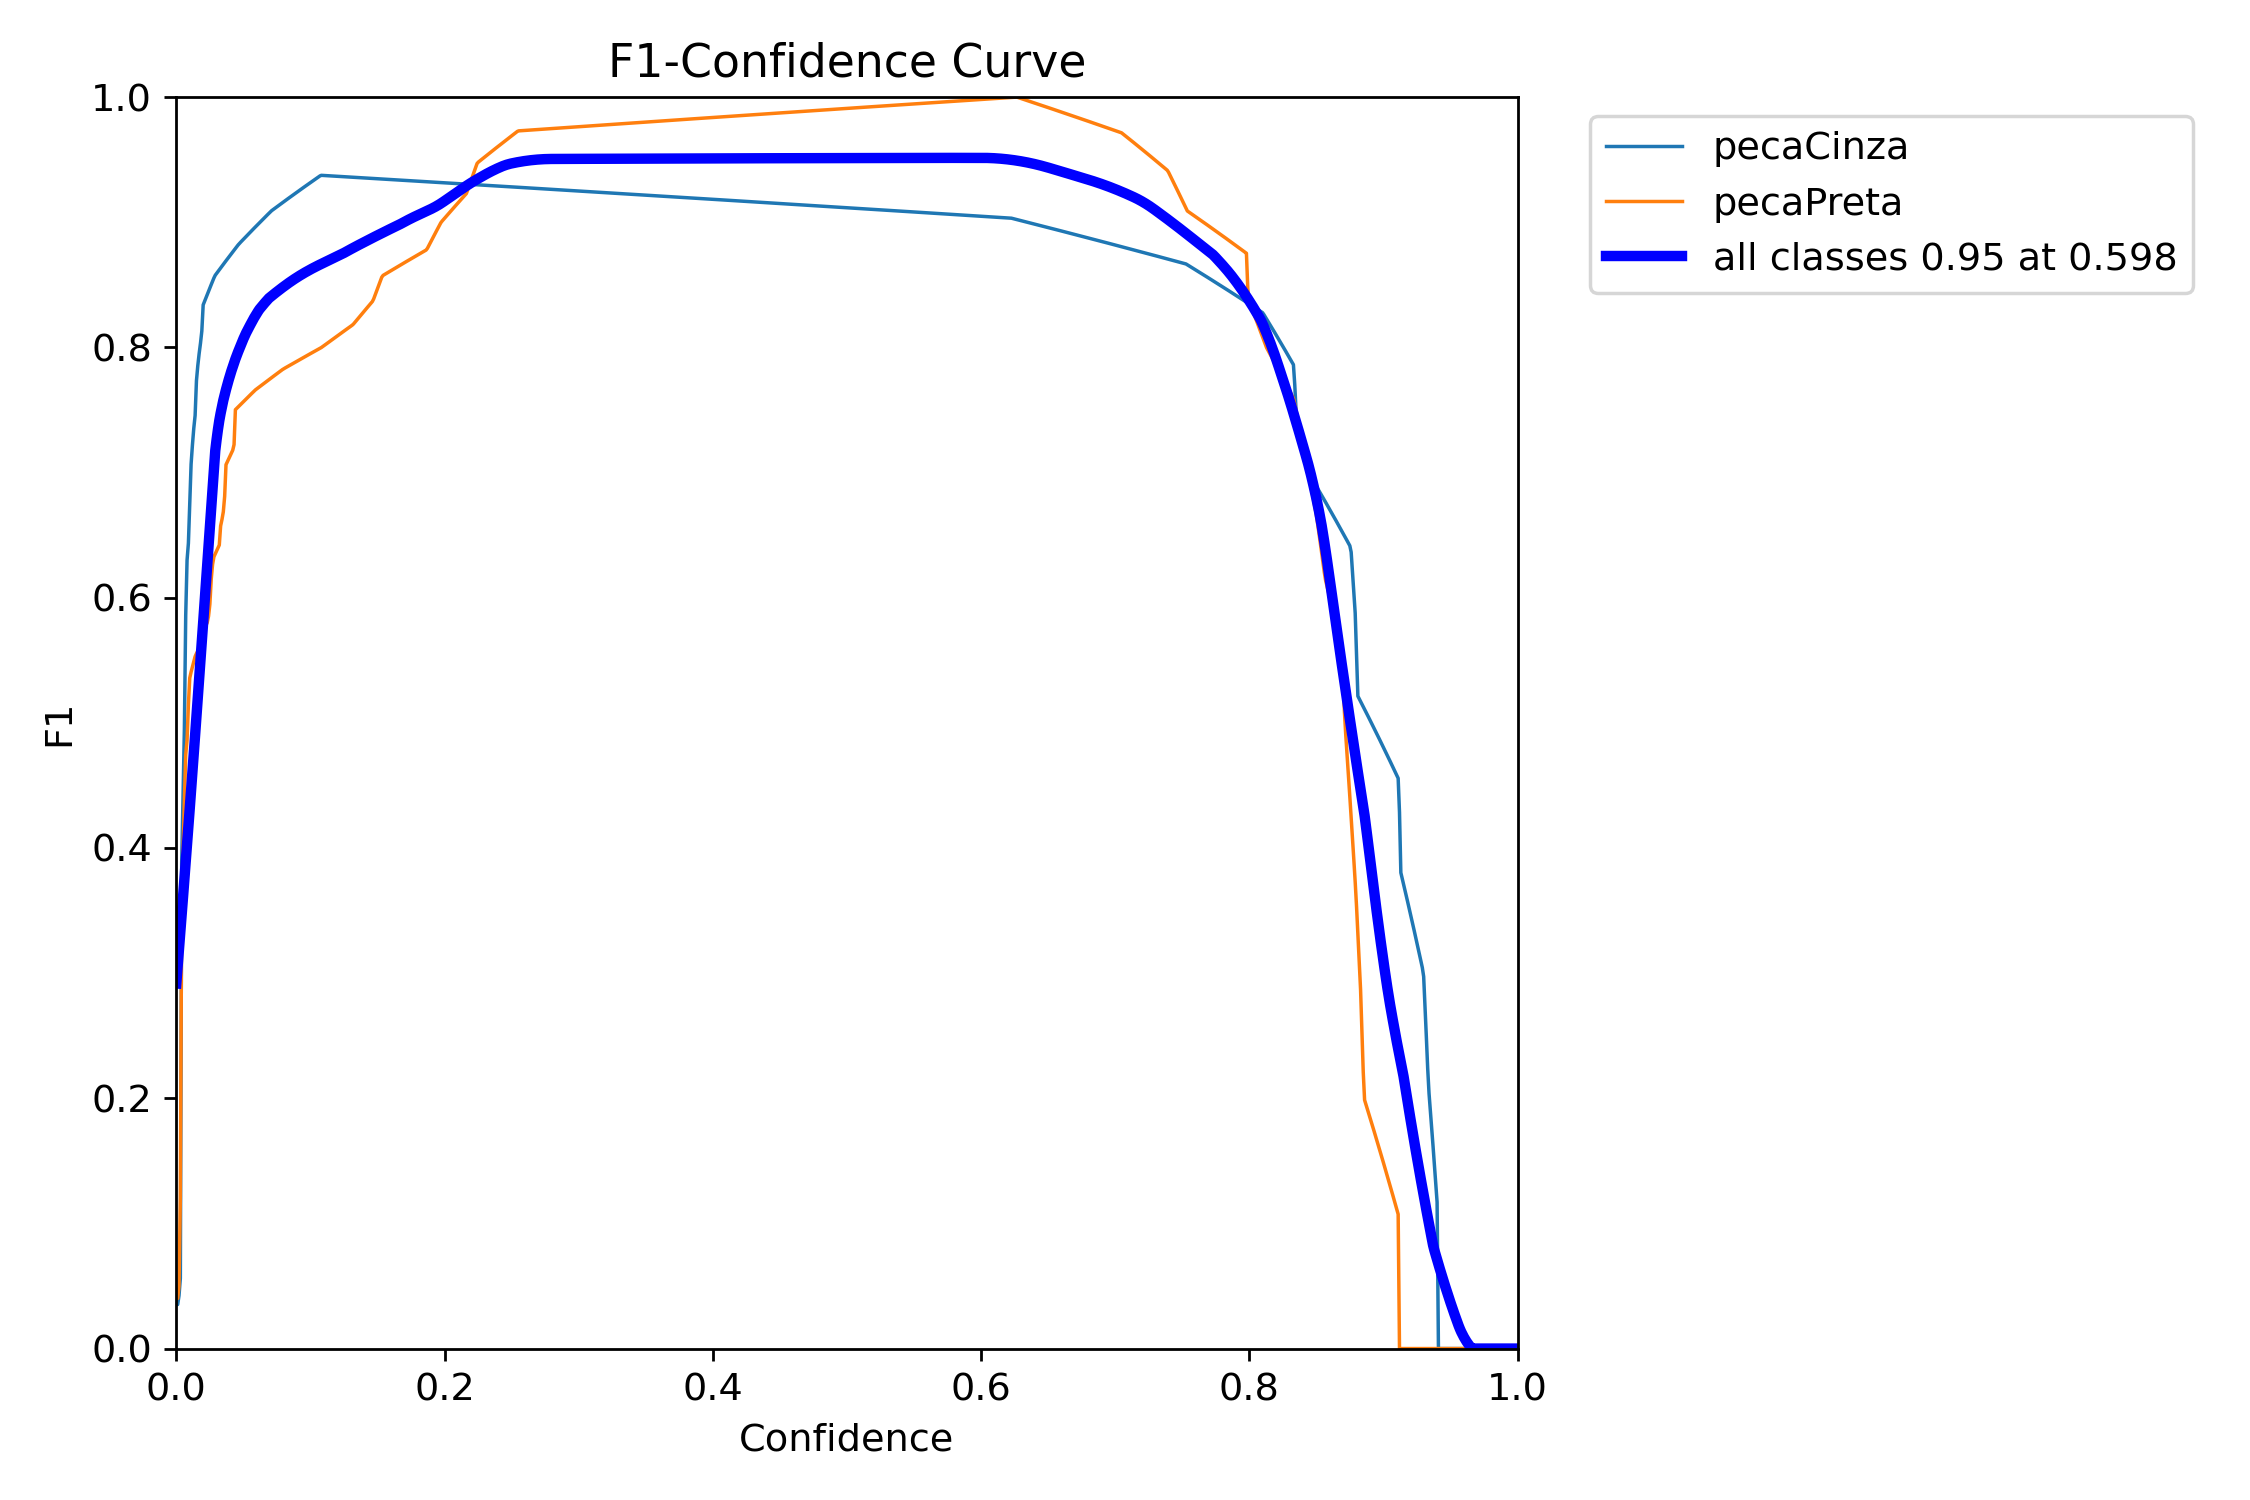 F1-Confidence Curve
pecaCinza
pecaPreta
all classes 0.95 at 0.598
F1
1.0
0.8
0.6
0.4
0.2
0.0
0.0 0.2 0.4 0.6 0.8 1.0
Confidence